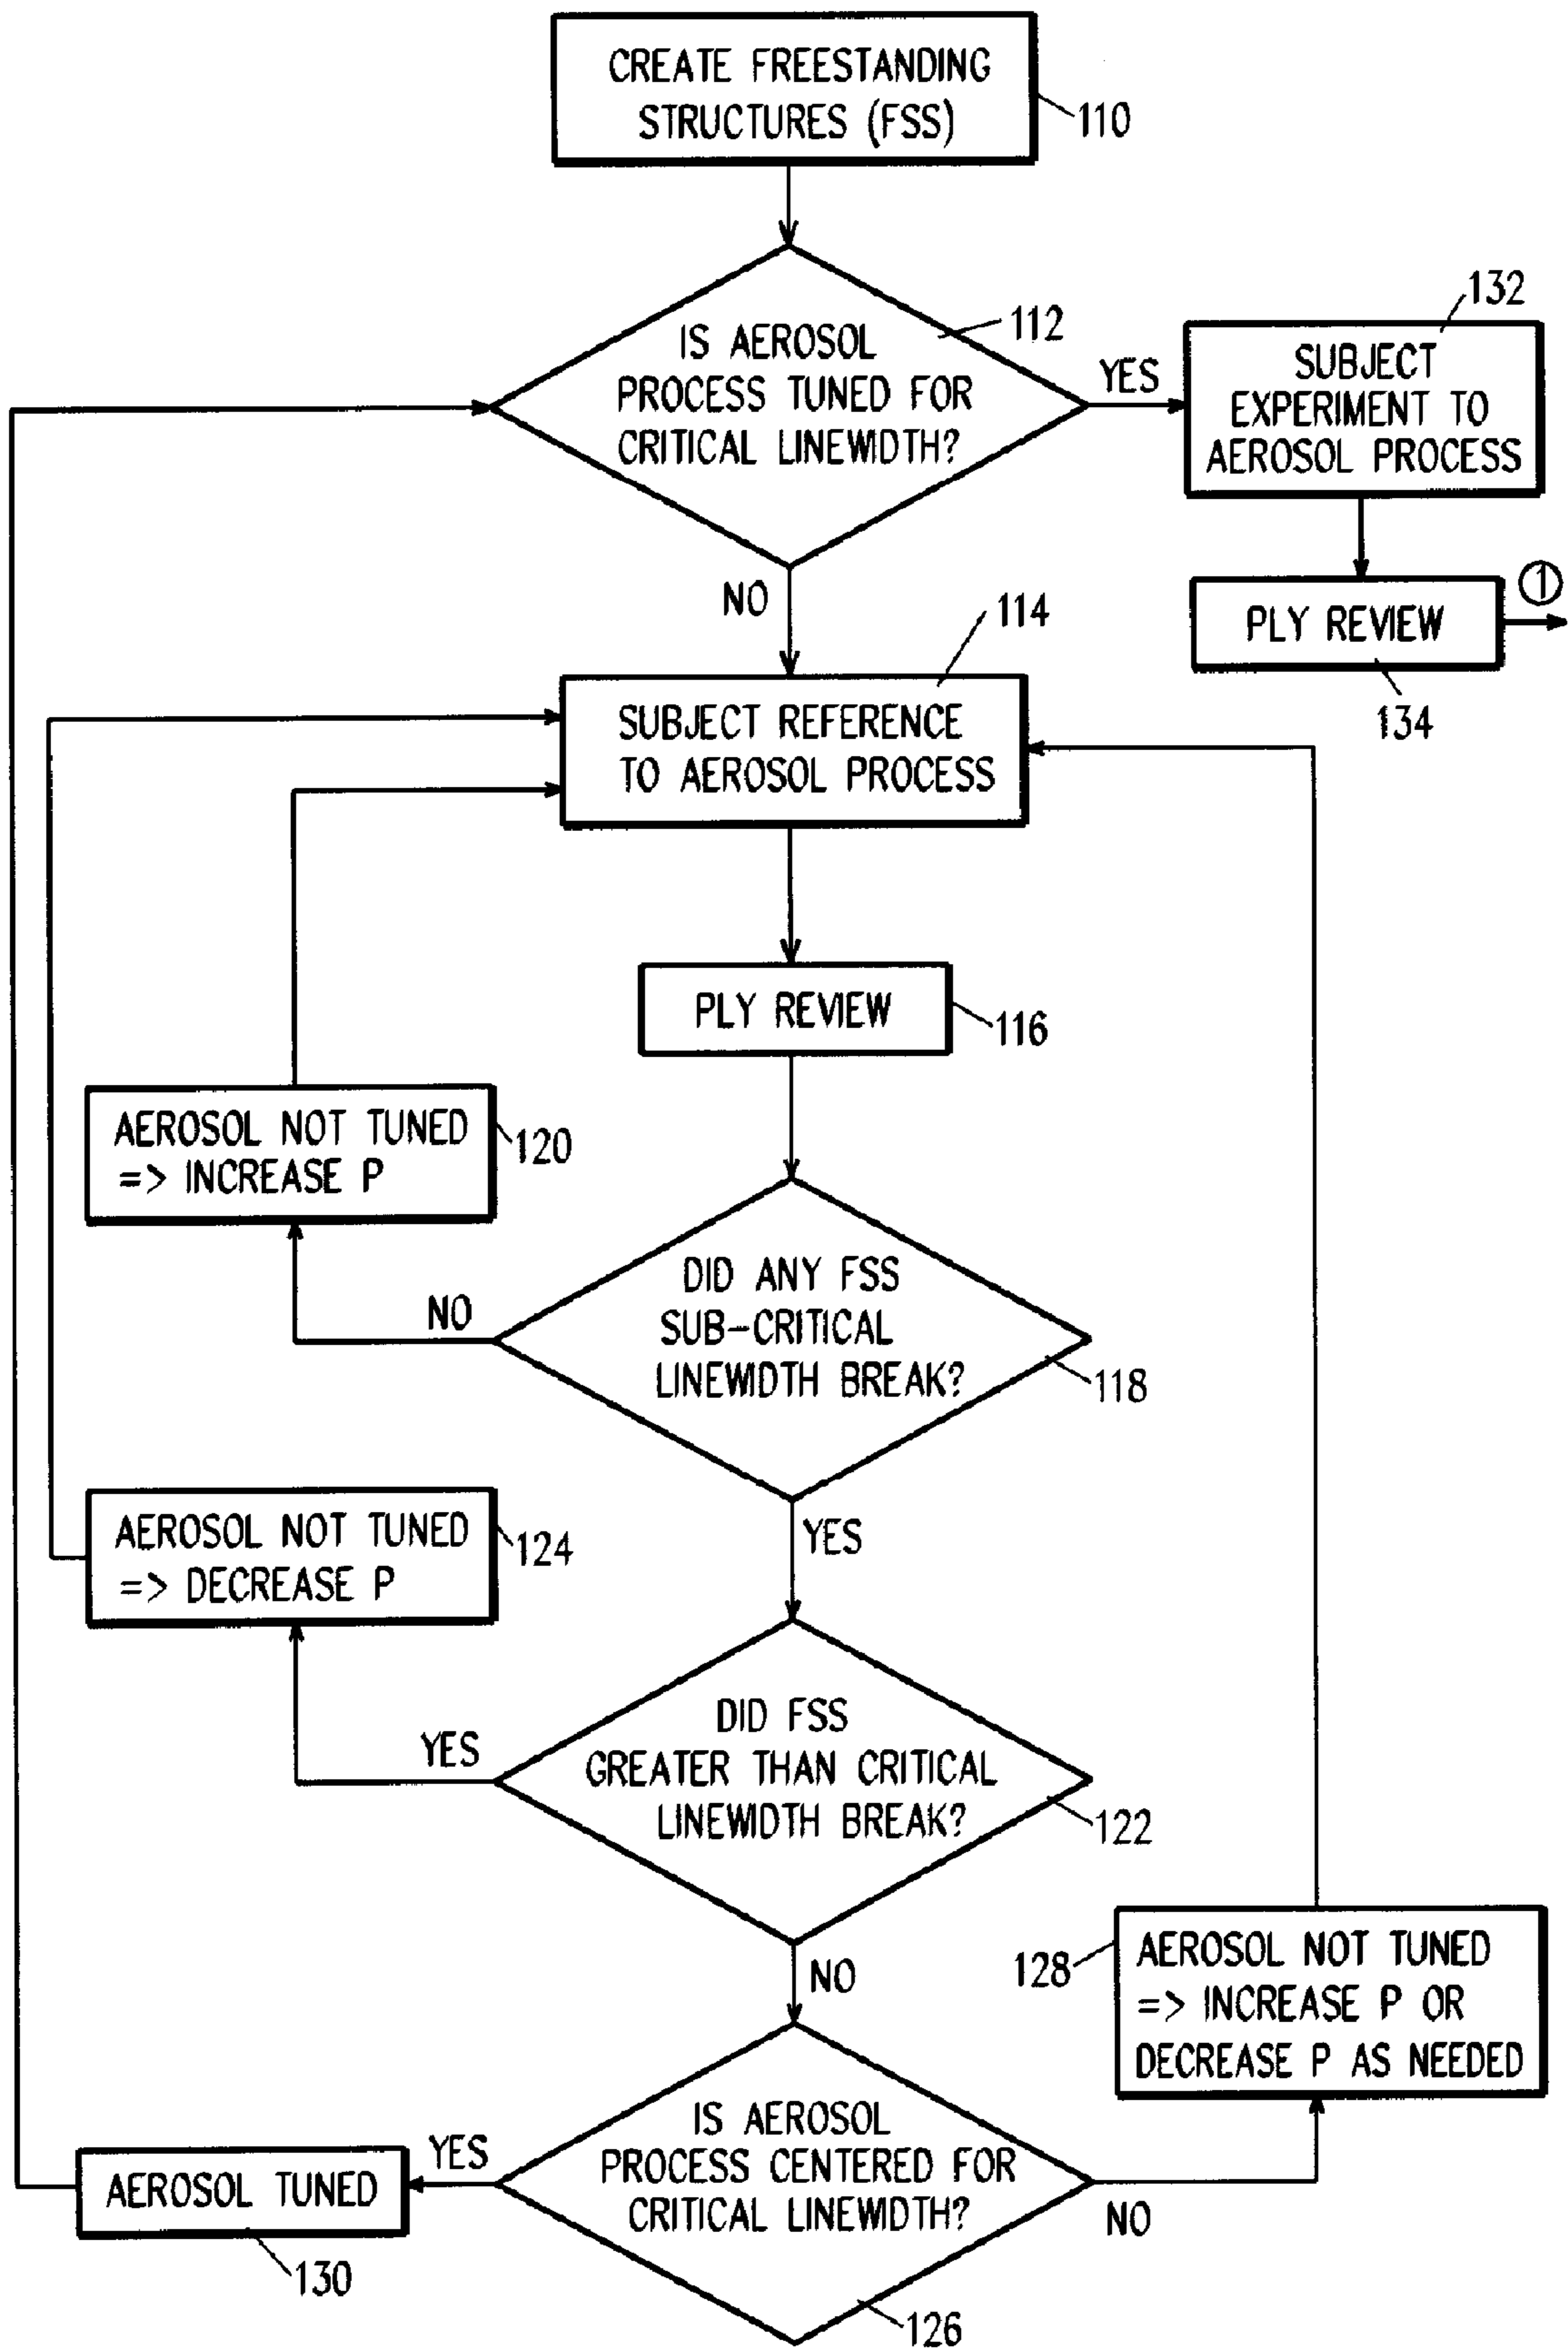 CREATE FREESTANDING
STRUCTURES (FSS)
110
IS AEROSOL
PROCESS TUNED FOR
CRITICAL LINEWIDTH?
112
YES
132
SUBJECT
EXPERIMENT TO
AEROSOL PROCESS
NO
PLY REVIEW
1
134
114
SUBJECT REFERENCE
TO AEROSOL PROCESS
PLY REVIEW
116
AEROSOL NOT TUNED
=> INCREASE P
120
DID ANY FSS
SUB-CRITICAL
LINEWIDTH BREAK?
NO
118
YES
AEROSOL NOT TUNED
=> DECREASE P
124
DID FSS
GREATER THAN CRITICAL
LINEWIDTH BREAK?
YES
122
NO
128
AEROSOL NOT TUNED
=> INCREASE P OR
DECREASE P AS NEEDED
IS AEROSOL
PROCESS CENTERED FOR
CRITICAL LINEWIDTH?
YES
NO
AEROSOL TUNED
130
126